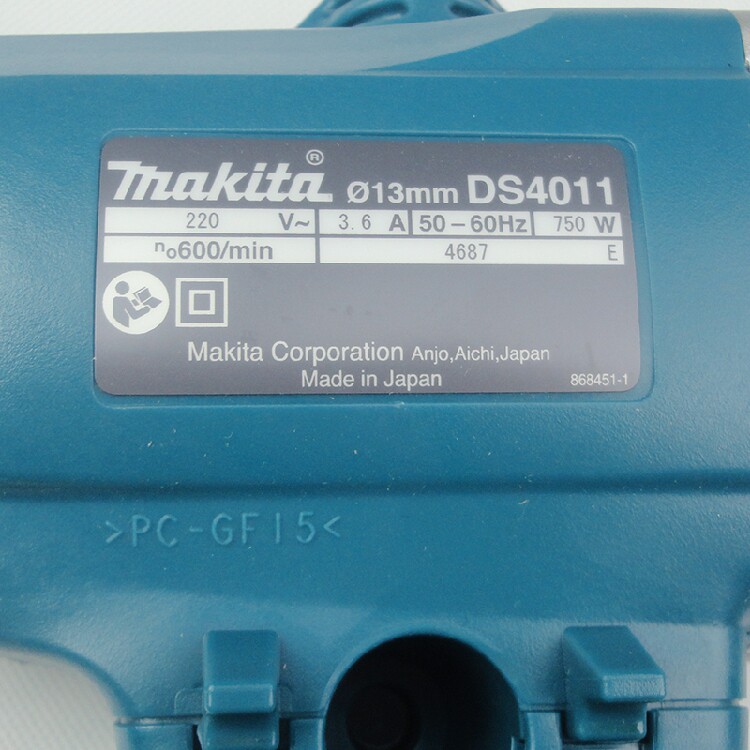 makita® Ø13mm DS4011
220 V~ 3.6 A 50–60Hz 750 W
n₀600/min 4687 E
Makita Corporation Anjo,Aichi,Japan
Made in Japan 868451-1
>PC-GF15<